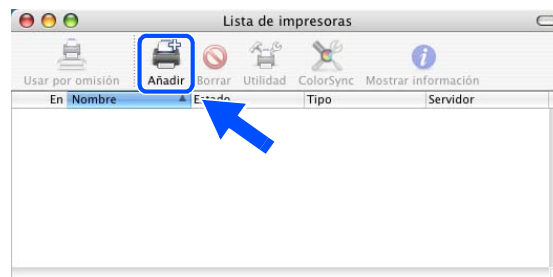 Lista de impresoras
Usar por omisión Añadir Borrar Utilidad ColorSync Mostrar información
En Nombre Estado Tipo Servidor